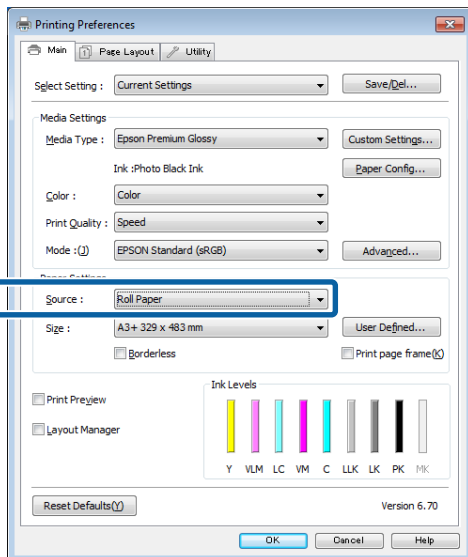 Printing Preferences
Main Page Layout Utility
Select Setting : Current Settings Save/Del...
Media Settings
Media Type : Epson Premium Glossy Custom Settings...
Ink :Photo Black Ink Paper Config...
Color : Color
Print Quality : Speed
Mode :(J) EPSON Standard (sRGB) Advanced...
Paper Settings
Source : Roll Paper
Size : A3+ 329 x 483 mm User Defined...
Borderless Print page frame(K)
Ink Levels
Print Preview
Layout Manager
Y VLM LC VM C LLK LK PK MK
Reset Defaults(Y) Version 6.70
OK Cancel Help